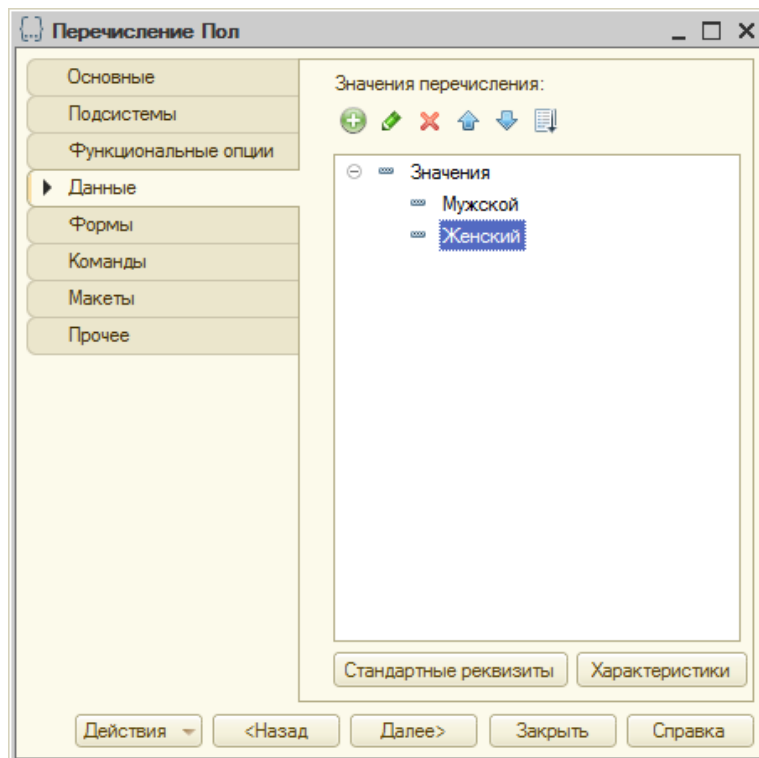 Перечисление Пол
Основные
Подсистемы
Функциональные опции
Данные
Формы
Команды
Макеты
Прочее
Значения перечисления:
Значения
Мужской
Женский
Стандартные реквизиты Характеристики
Действия <Назад Далее> Закрыть Справка